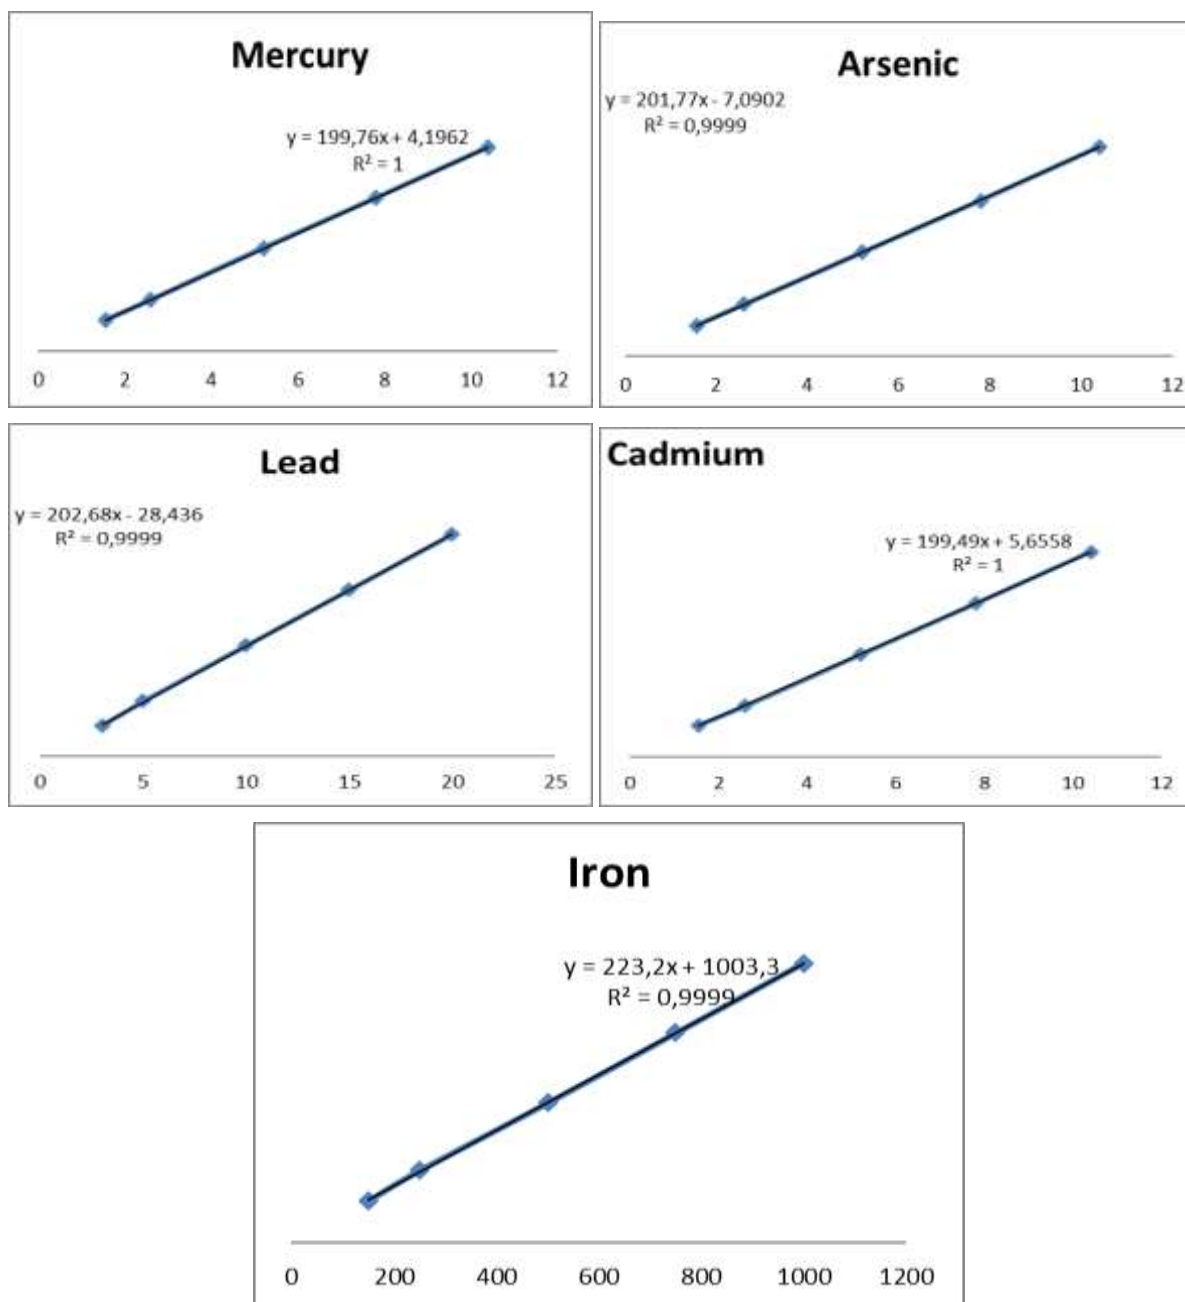 Mercury
y = 199,76x + 4,1962
R² = 1
0 2 4 6 8 10 12
Arsenic
y = 201,77x - 7,0902
R² = 0,9999
0 2 4 6 8 10 12
Lead
y = 202,68x - 28,436
R² = 0,9999
0 5 10 15 20 25
Cadmium
y = 199,49x + 5,6558
R² = 1
0 2 4 6 8 10 12
Iron
y = 223,2x + 1003,3
R² = 0,9999
0 200 400 600 800 1000 1200